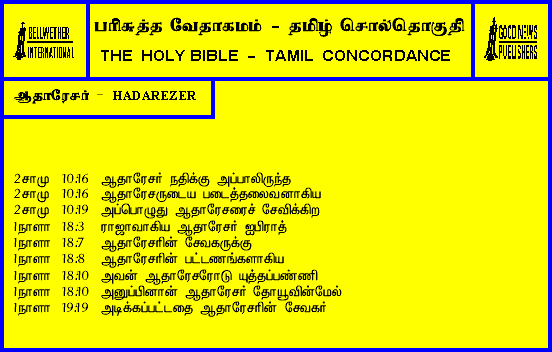 BELLWETHER
INTERNATIONAL
பரிசுத்த வேதாகமம் - தமிழ் சொல்தொகுதி
THE HOLY BIBLE - TAMIL CONCORDANCE
GOOD NEWS
PUBLISHERS
ஆதாரேசர் - HADAREZER
2சாமு 10:16 ஆதாரேசர் நதிக்கு அப்பாலிருந்த
2சாமு 10:16 ஆதாரேசருடைய படைத்தலைவனாகிய
2சாமு 10:19 அப்பொழுது ஆதாரேசரைச் சேவிக்கிற
1நாளா 18:3 ராஜாவாகிய ஆதாரேசர் ஐபிராத்
1நாளா 18:7 ஆதாரேசரின் சேவகருக்கு
1நாளா 18:8 ஆதாரேசரின் பட்டணங்களாகிய
1நாளா 18:10 அவன் ஆதாரேசரோடு யுத்தப்பண்ணி
1நாளா 18:10 அனுப்பினான் ஆதாரேசர் தோயூவின்மேல்
1நாளா 19:19 அடிக்கப்பட்டதை ஆதாரேசரின் சேவகர்